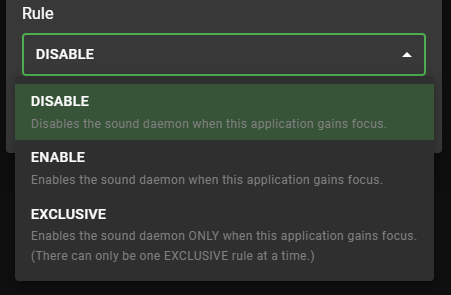 Rule
DISABLE
DISABLE
Disables the sound daemon when this application gains focus.
ENABLE
Enables the sound daemon when this application gains focus.
EXCLUSIVE
Enables the sound daemon ONLY when this application gains focus.
(There can only be one EXCLUSIVE rule at a time.)